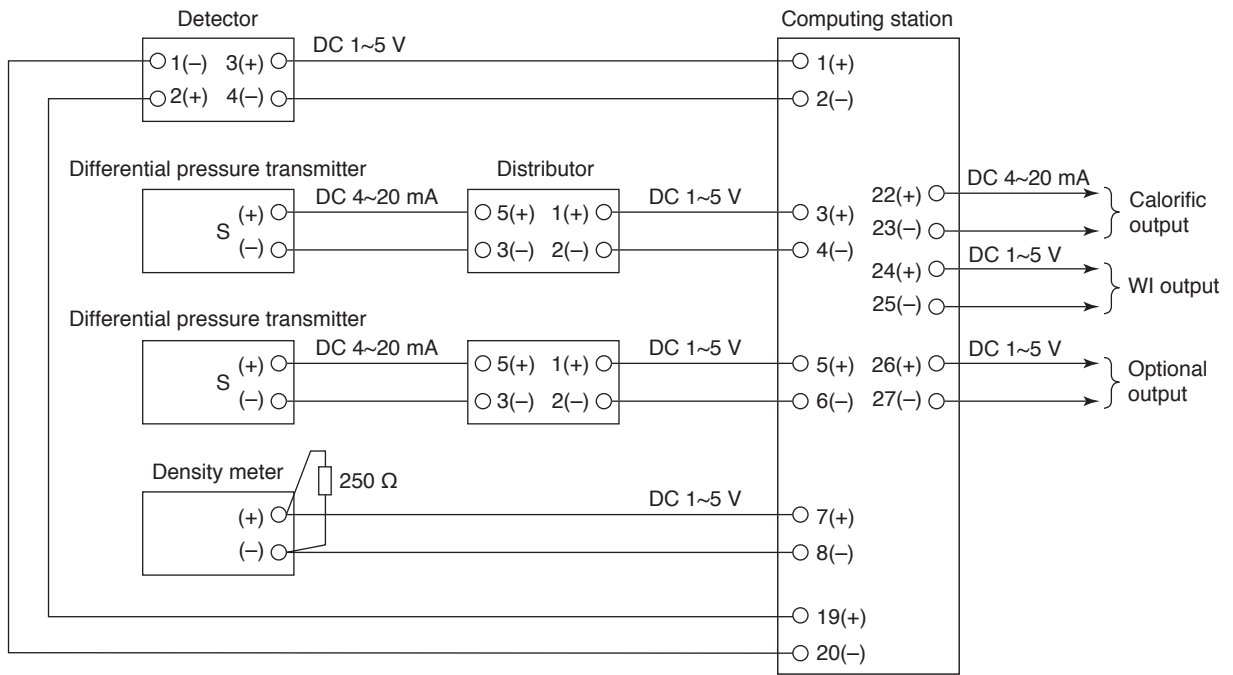 Detector
Computing station
DC 1~5 V
1(–) 3(+)
1(+)
2(+) 4(–)
2(–)
Differential pressure transmitter
Distributor
DC 4~20 mA
DC 1~5 V
S
(+)
5(+) 1(+)
3(+)
(–)
3(–) 2(–)
4(–)
22(+)
DC 4~20 mA
23(–)
Calorific
output
24(+)
DC 1~5 V
25(–)
WI output
Differential pressure transmitter
DC 4~20 mA
DC 1~5 V
S
(+)
5(+) 1(+)
5(+)
26(+)
DC 1~5 V
(–)
3(–) 2(–)
6(–)
27(–)
Optional
output
Density meter
250 Ω
DC 1~5 V
(+)
7(+)
(–)
8(–)
19(+)
20(–)